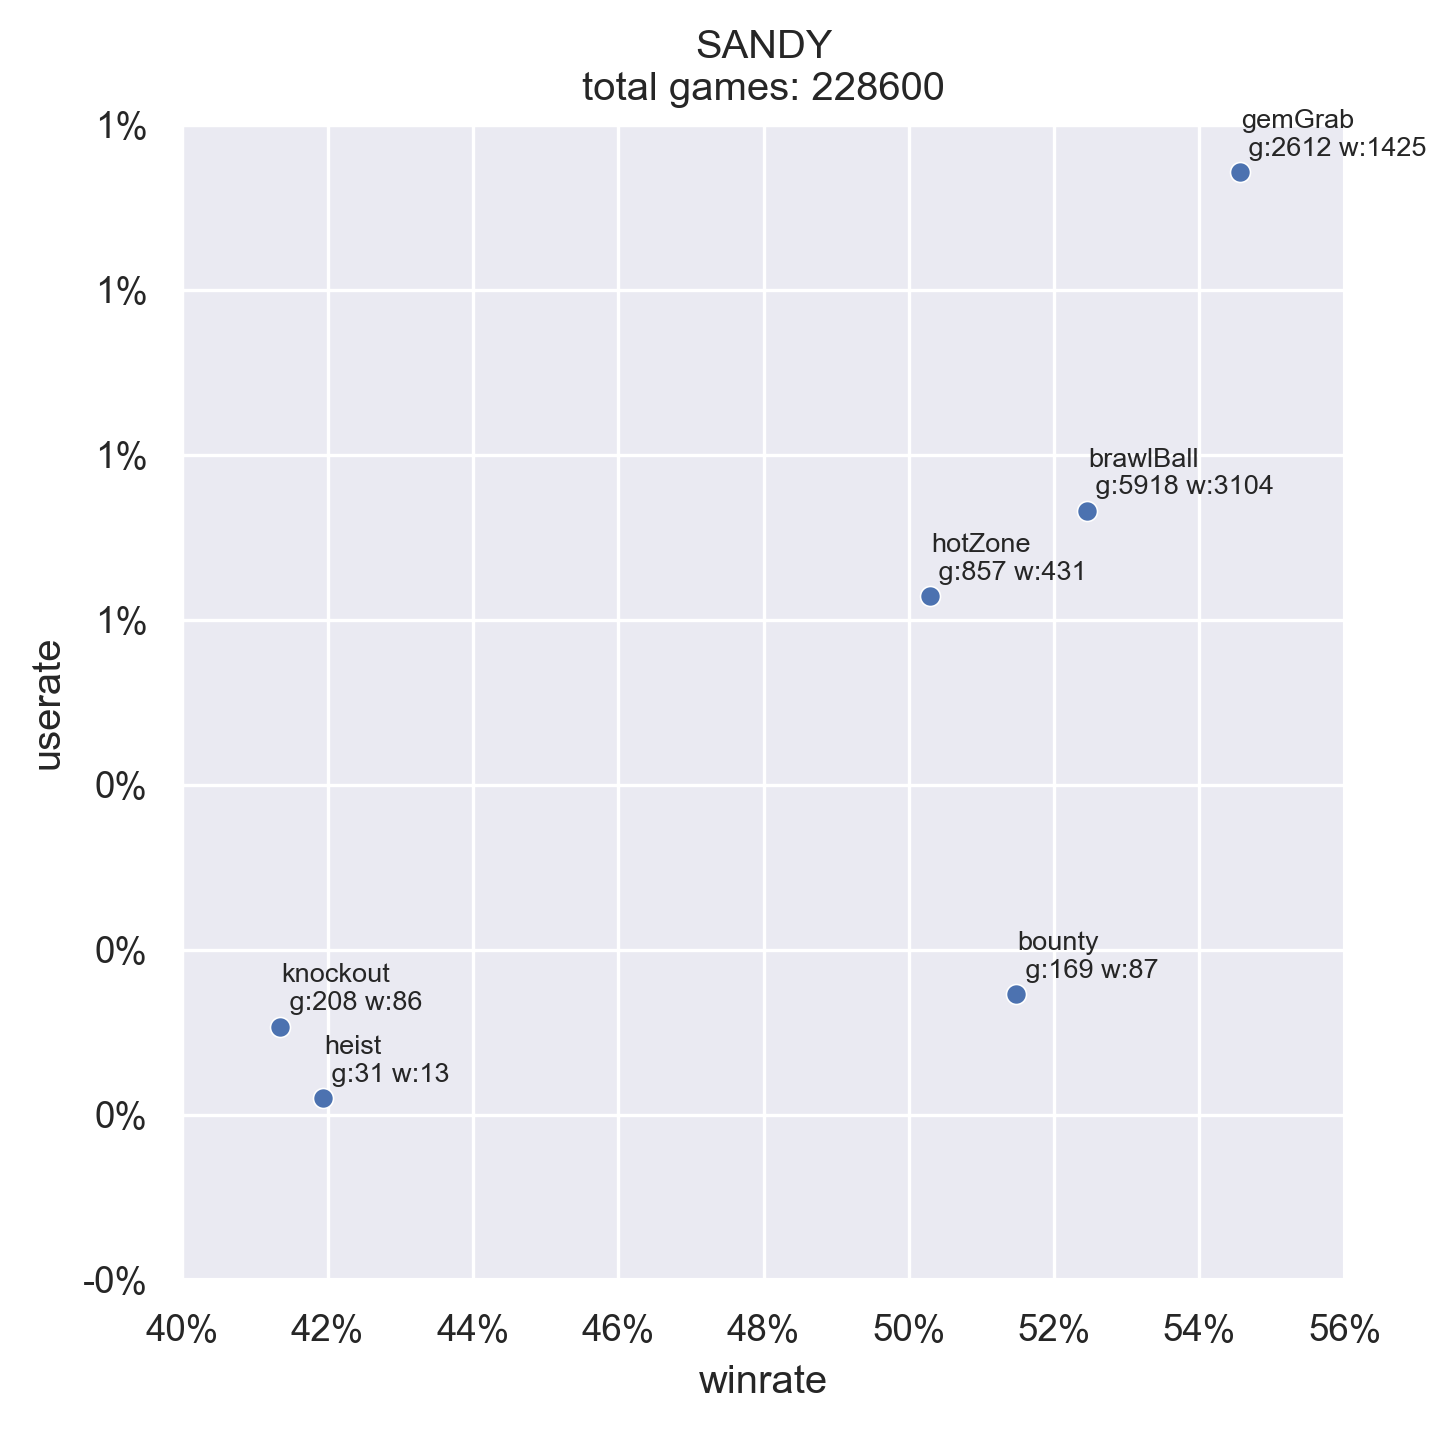 SANDY
total games: 228600
1%
gemGrab
g:2612 w:1425
1%
1%
brawlBall
g:5918 w:3104
hotZone
g:857 w:431
1%
userate
0%
0%
bounty
g:169 w:87
knockout
g:208 w:86
heist
g:31 w:13
0%
-0%
40% 42% 44% 46% 48% 50% 52% 54% 56%
winrate